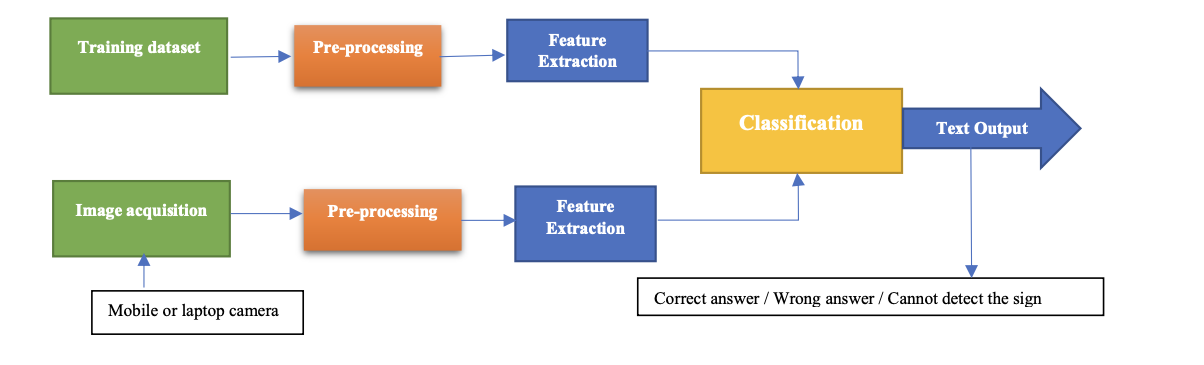 Training dataset
Pre-processing
Feature
Extraction
Classification
Text Output
Image acquisition
Pre-processing
Feature
Extraction
Mobile or laptop camera
Correct answer / Wrong answer / Cannot detect the sign